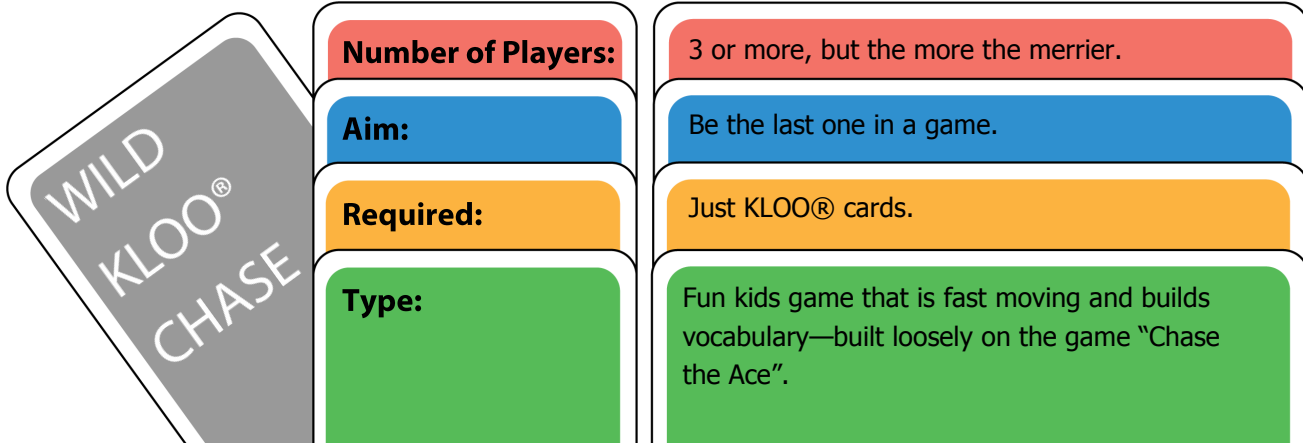 WILD
KLOO®
CHASE
Number of Players:
3 or more, but the more the merrier.
Aim:
Be the last one in a game.
Required:
Just KLOO® cards.
Type:
Fun kids game that is fast moving and builds
vocabulary—built loosely on the game “Chase
the Ace”.